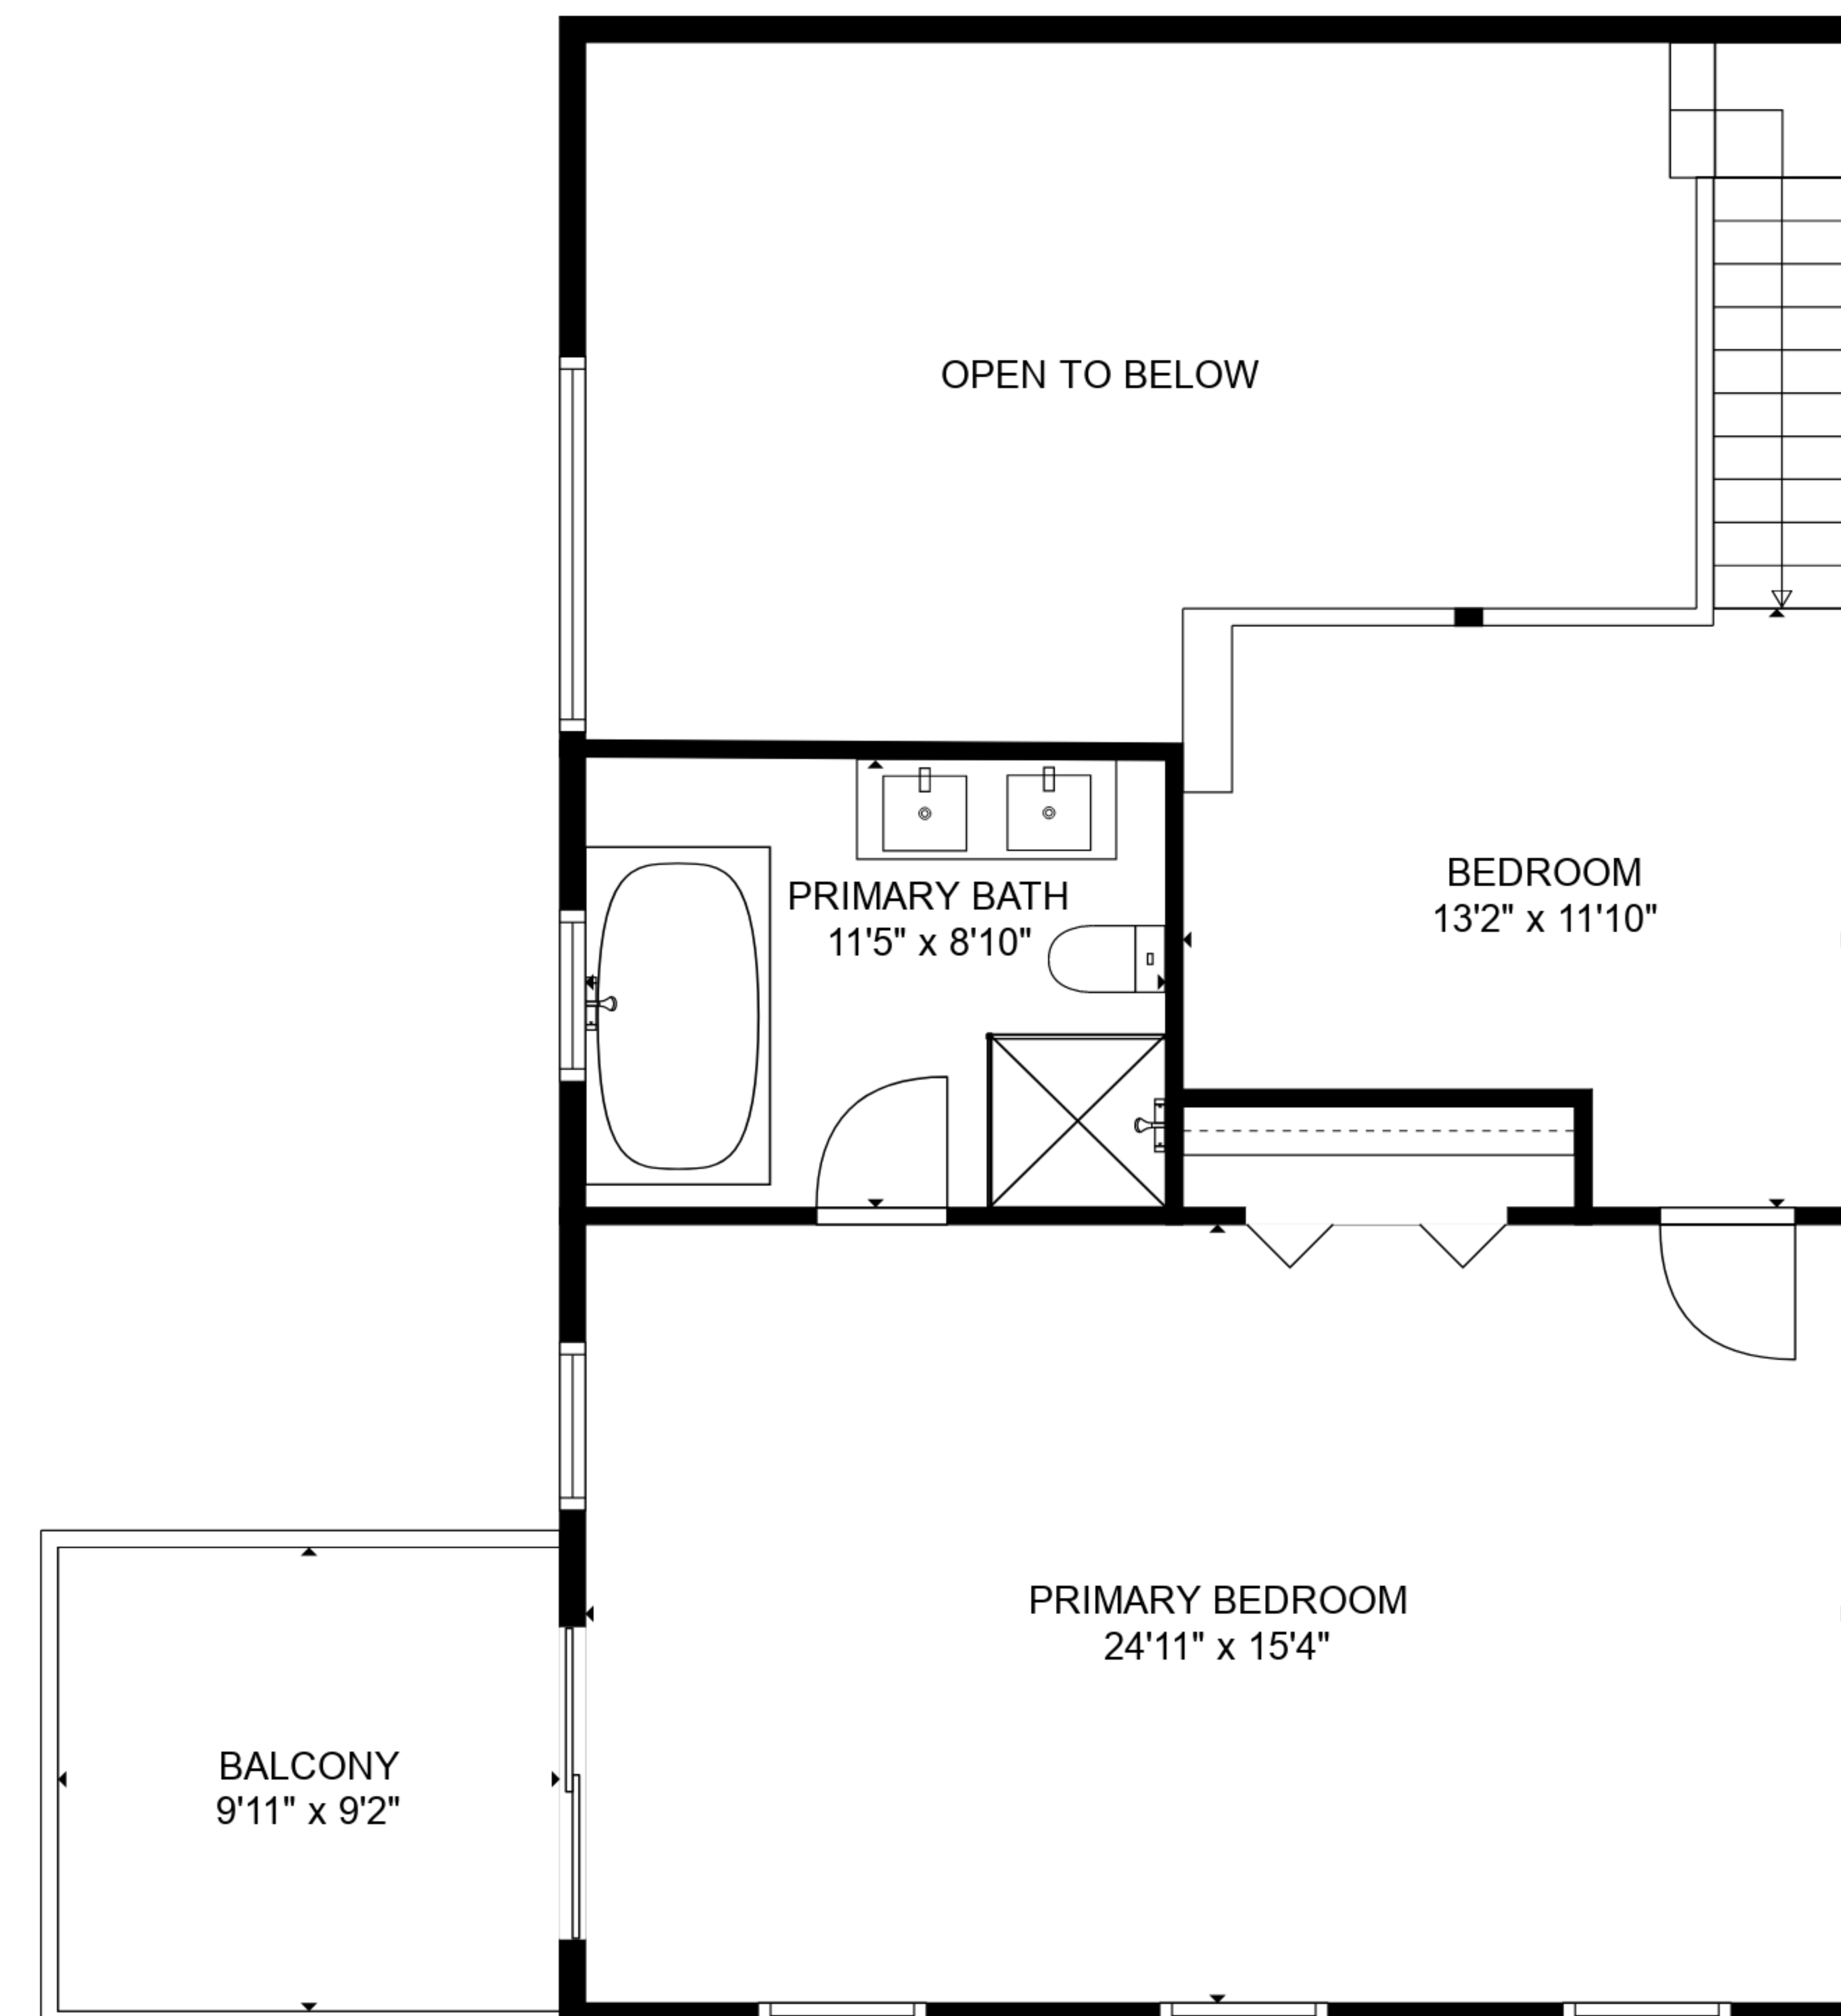 OPEN TO BELOW
PRIMARY BATH
11'5" x 8'10"
BEDROOM
13'2" x 11'10"
PRIMARY BEDROOM
24'11" x 15'4"
BALCONY
9'11" x 9'2"